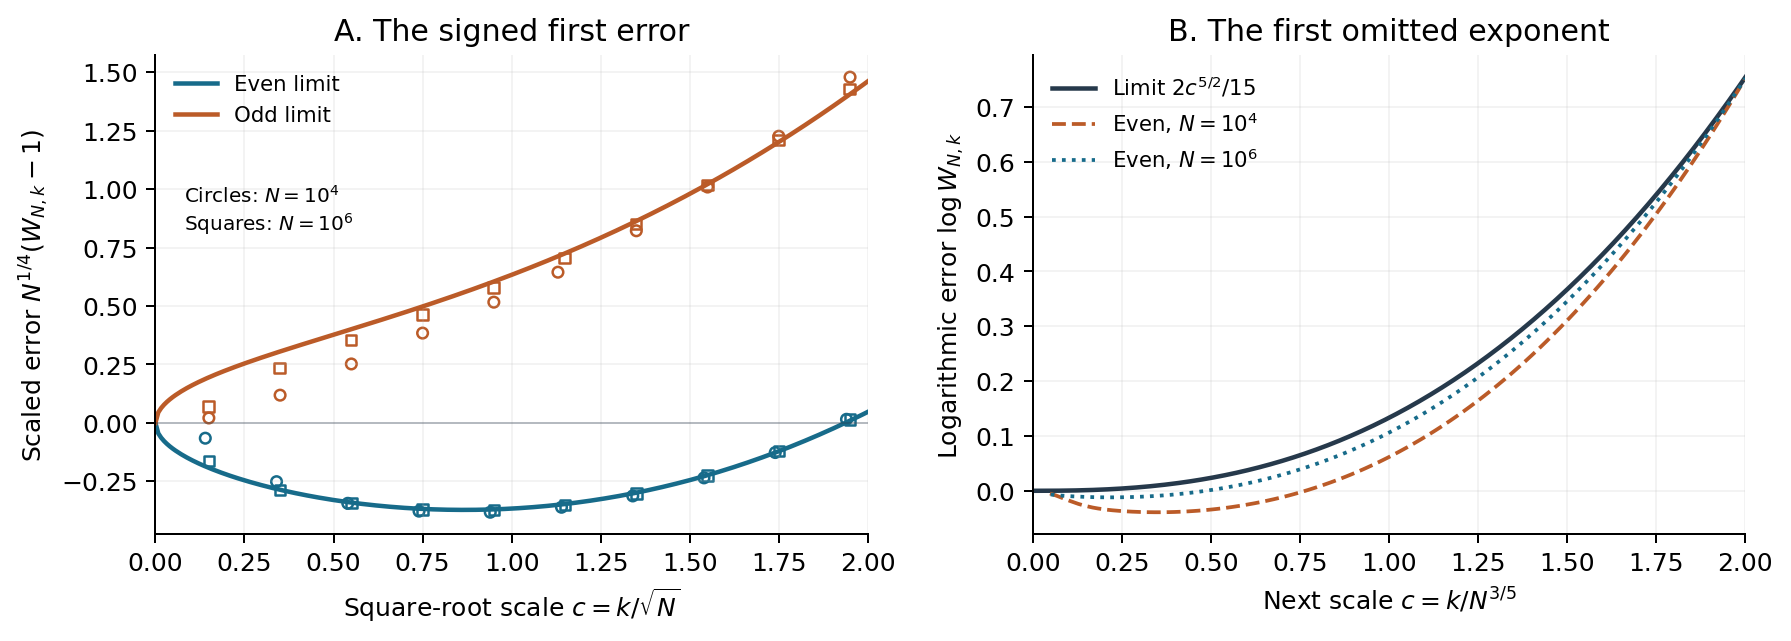 A. The signed first error
Scaled error $N^{1/4}(W_{N,k} - 1)$
1.50
1.25
1.00
0.75
0.50
0.25
0.00
−0.25
Even limit
Odd limit
Circles: $N = 10^4$
Squares: $N = 10^6$
0.00 0.25 0.50 0.75 1.00 1.25 1.50 1.75 2.00
Square-root scale $c = k/\sqrt{N}$
B. The first omitted exponent
Logarithmic error $\log W_{N,k}$
0.7
0.6
0.5
0.4
0.3
0.2
0.1
0.0
Limit $2c^{5/2}/15$
Even, $N = 10^4$
Even, $N = 10^6$
0.00 0.25 0.50 0.75 1.00 1.25 1.50 1.75 2.00
Next scale $c = k/N^{3/5}$